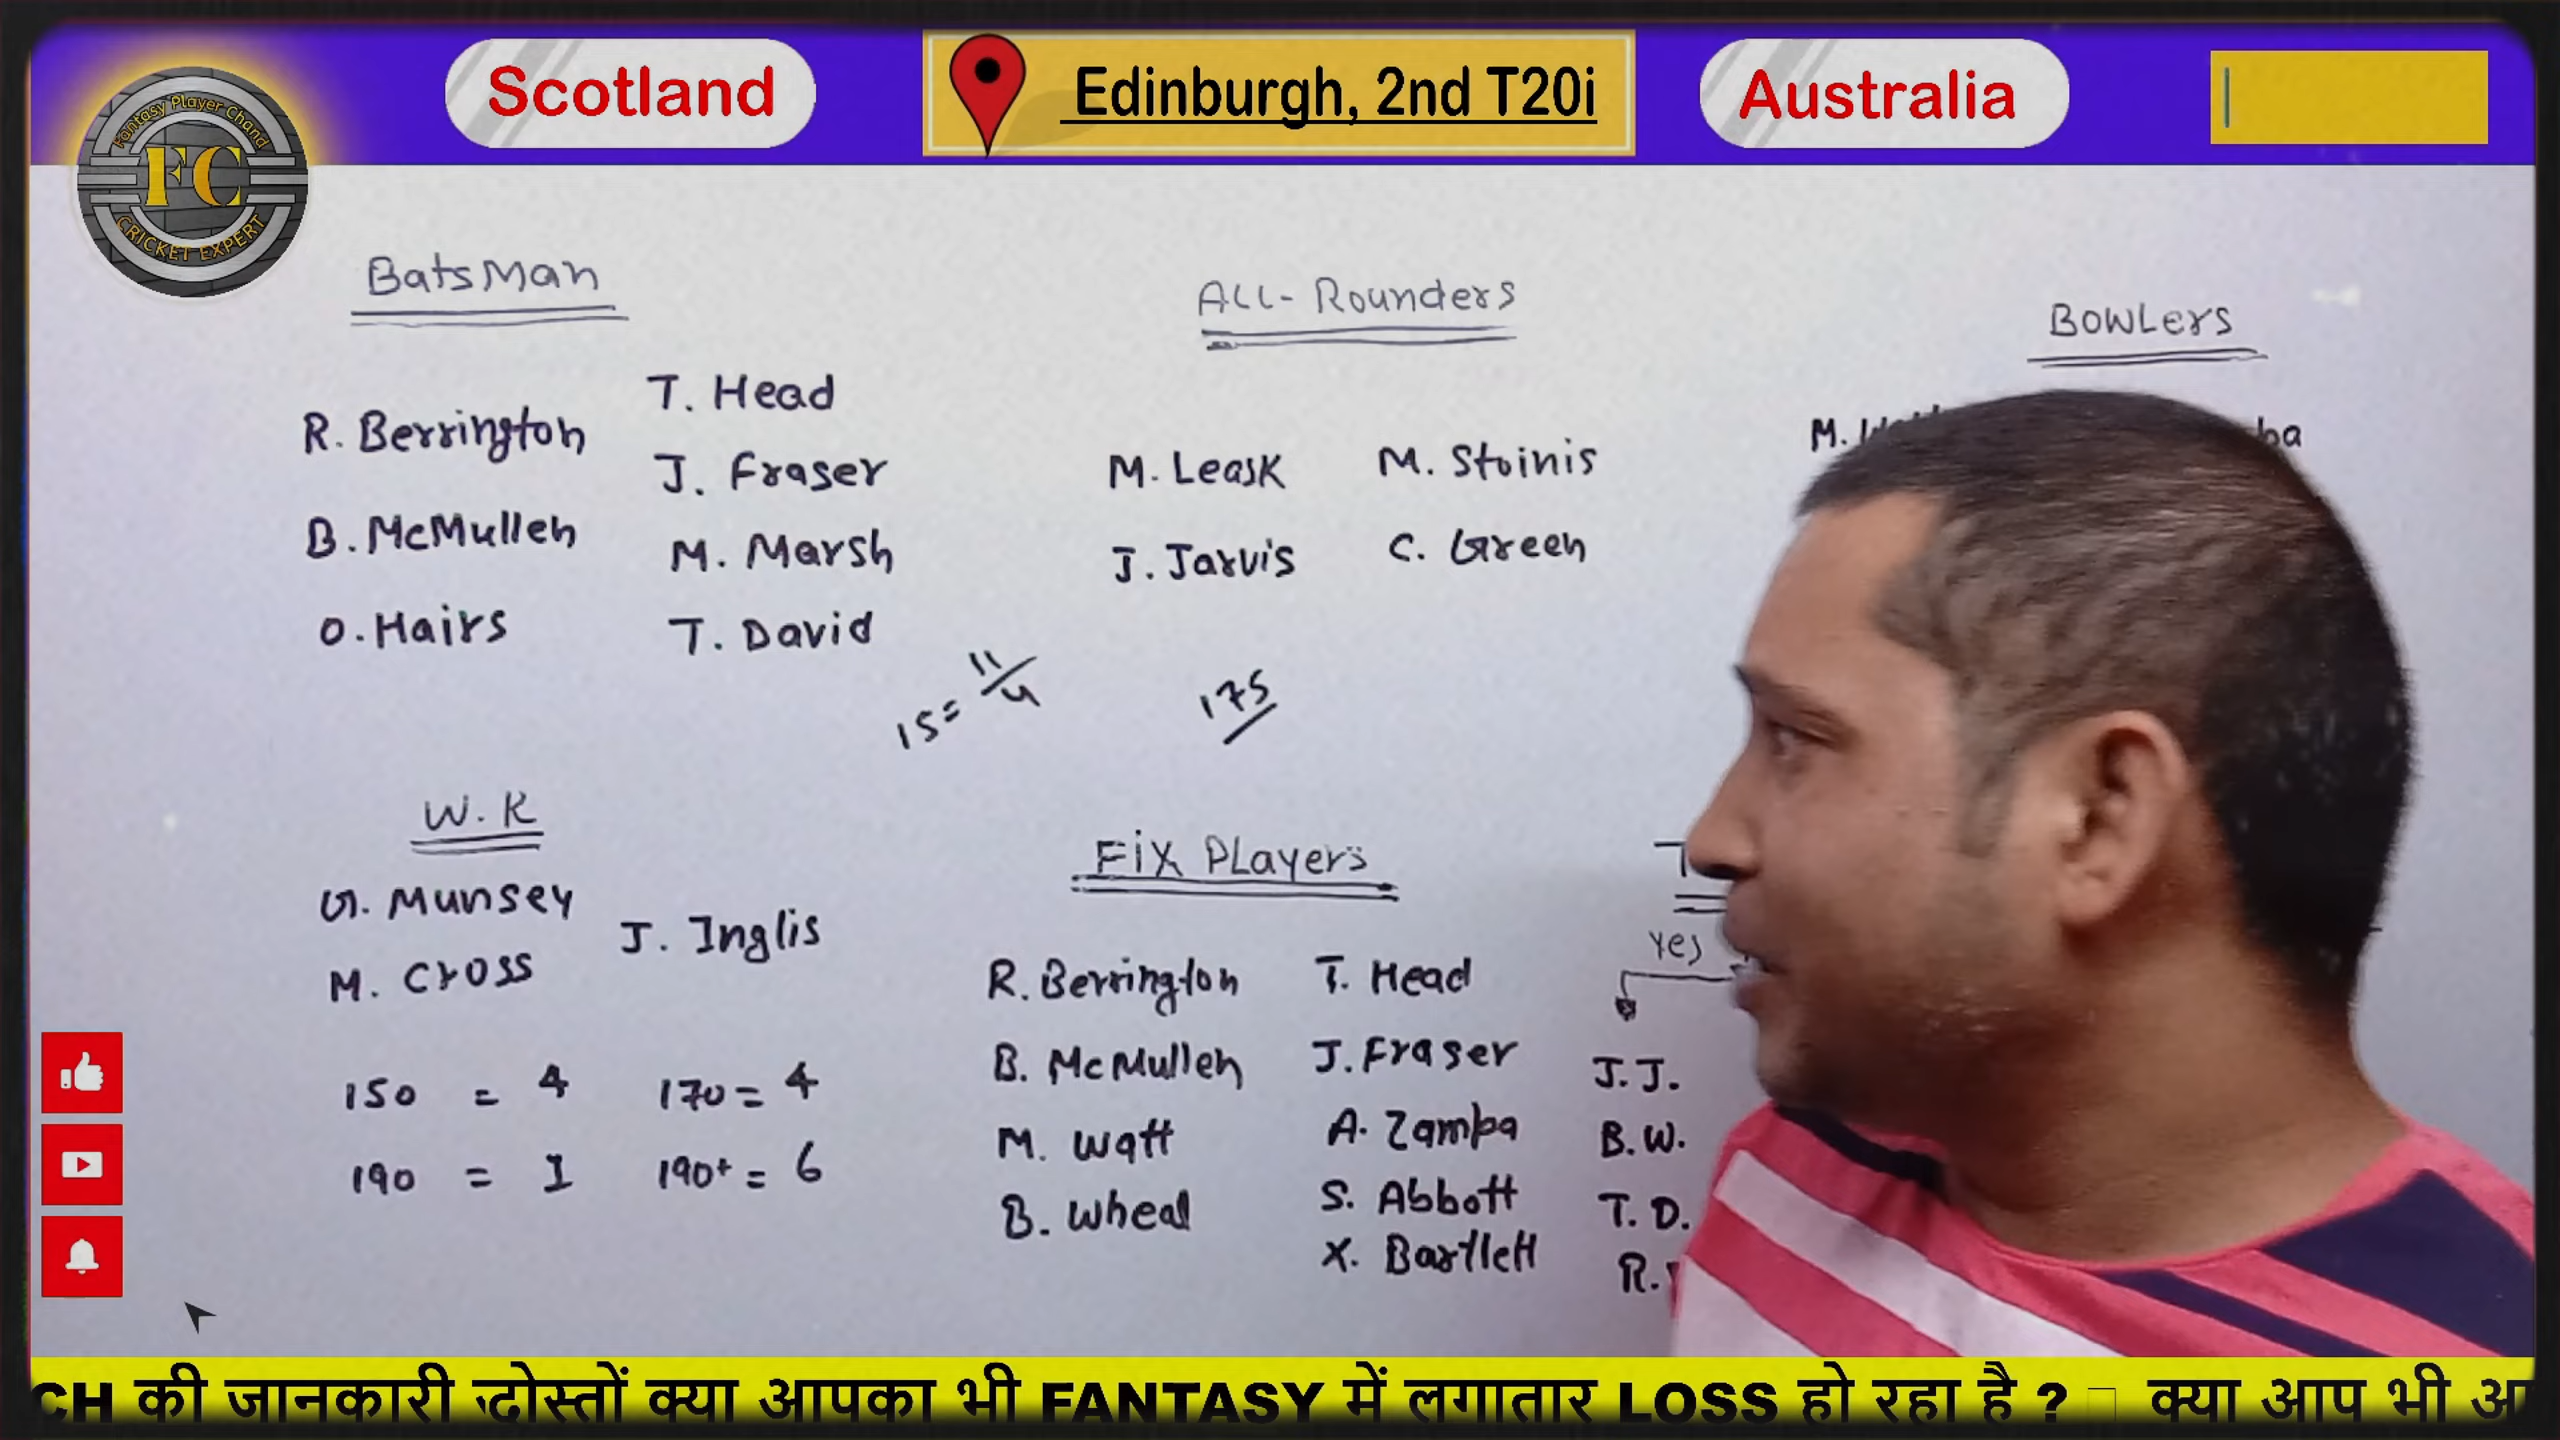 Scotland
Edinburgh, 2nd T20i
Australia
Fantasy Player Chand
FC
CRICKET EXPERT
BatsMan
R. Berrington
B. McMullen
O. Hairs
T. Head
J. Fraser
M. Marsh
T. David
ALL-Rounders
M. Leask
J. Jarvis
M. Stoinis
C. Green
BOWLers
M.
15 = 11/4
175
W.K
G. Munsey
M. Cross
J. Inglis
150 = 4
170 = 4
190 = 1
190+ = 6
FiX PLayers
R. Berrington
B. McMullen
M. Watt
B. Wheal
T. Head
J. Fraser
A. Zampa
S. Abbott
X. Bartlett
Yes
J.J.
B.W.
T.D.
R.
CH की जानकारी दोस्तों क्या आपका भी FANTASY में लगातार LOSS हो रहा है ? क्या आप भी